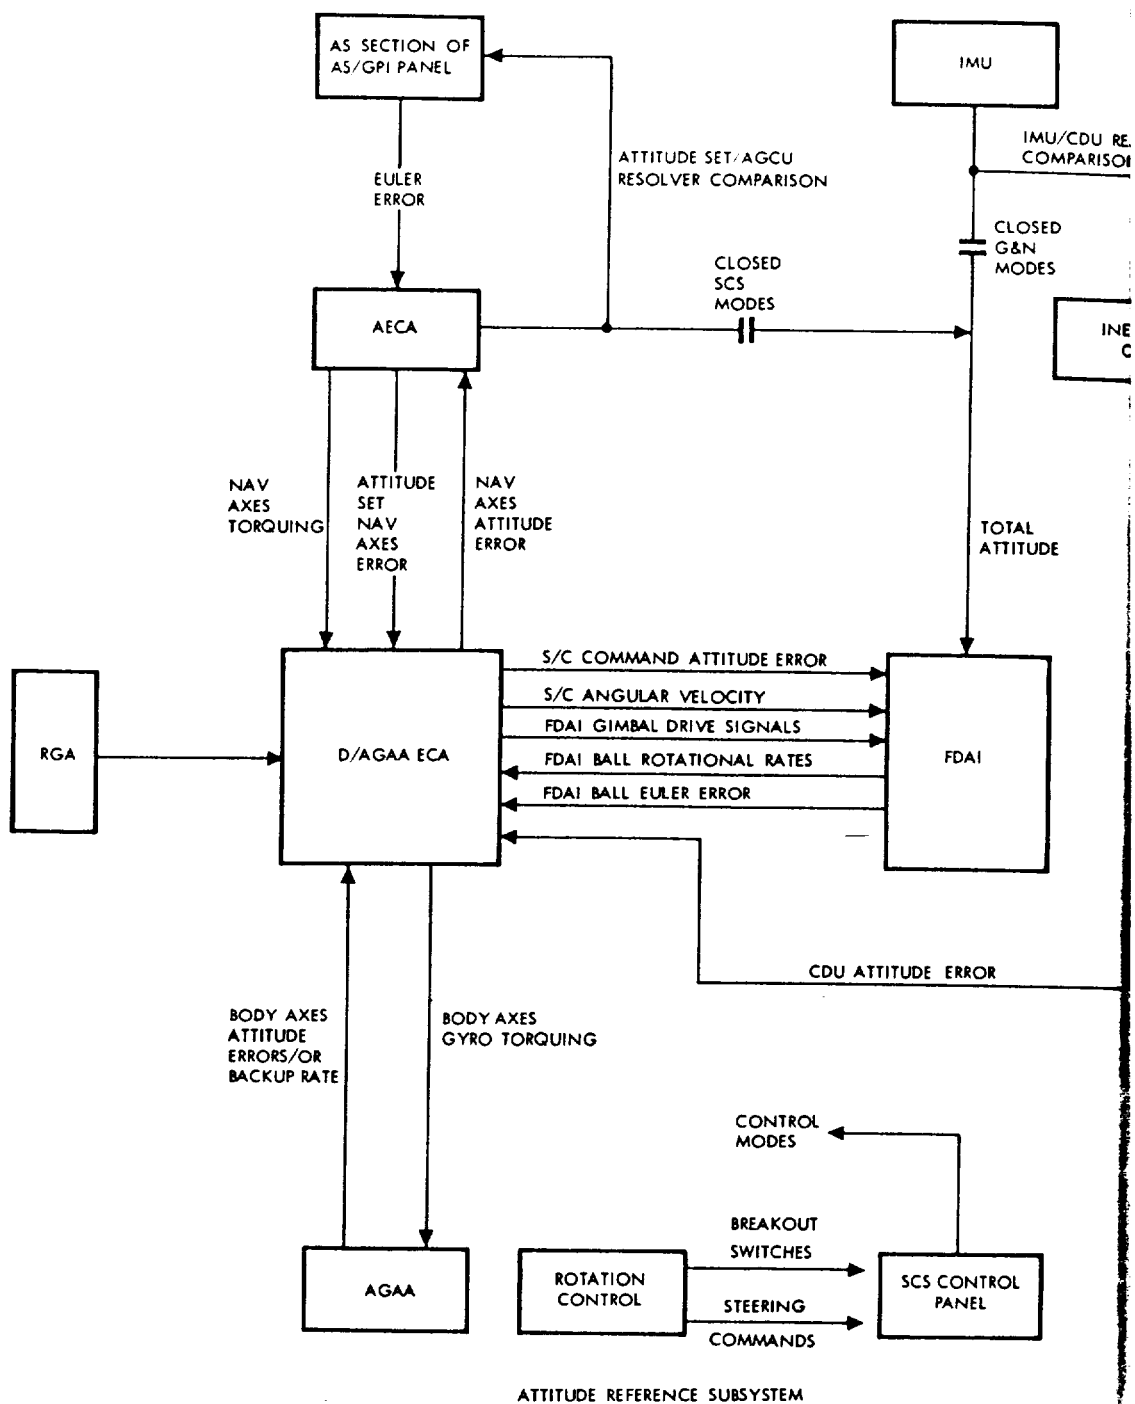 AS SECTION OF
AS/GPI PANEL
IMU
IMU/CDU RE
COMPARISON
ATTITUDE SET/AGCU
RESOLVER COMPARISON
EULER
ERROR
CLOSED
G&N
MODES
CLOSED
SCS
MODES
AECA
INE
NAV
AXES
TORQUING
ATTITUDE
SET
NAV
AXES
ERROR
NAV
AXES
ATTITUDE
ERROR
TOTAL
ATTITUDE
RGA
D/AGAA ECA
S/C COMMAND ATTITUDE ERROR
S/C ANGULAR VELOCITY
FDAI GIMBAL DRIVE SIGNALS
FDAI BALL ROTATIONAL RATES
FDAI BALL EULER ERROR
FDAI
CDU ATTITUDE ERROR
BODY AXES
ATTITUDE
ERRORS/OR
BACKUP RATE
BODY AXES
GYRO TORQUING
CONTROL
MODES
AGAA
ROTATION
CONTROL
BREAKOUT
SWITCHES
STEERING
COMMANDS
SCS CONTROL
PANEL
ATTITUDE REFERENCE SUBSYSTEM